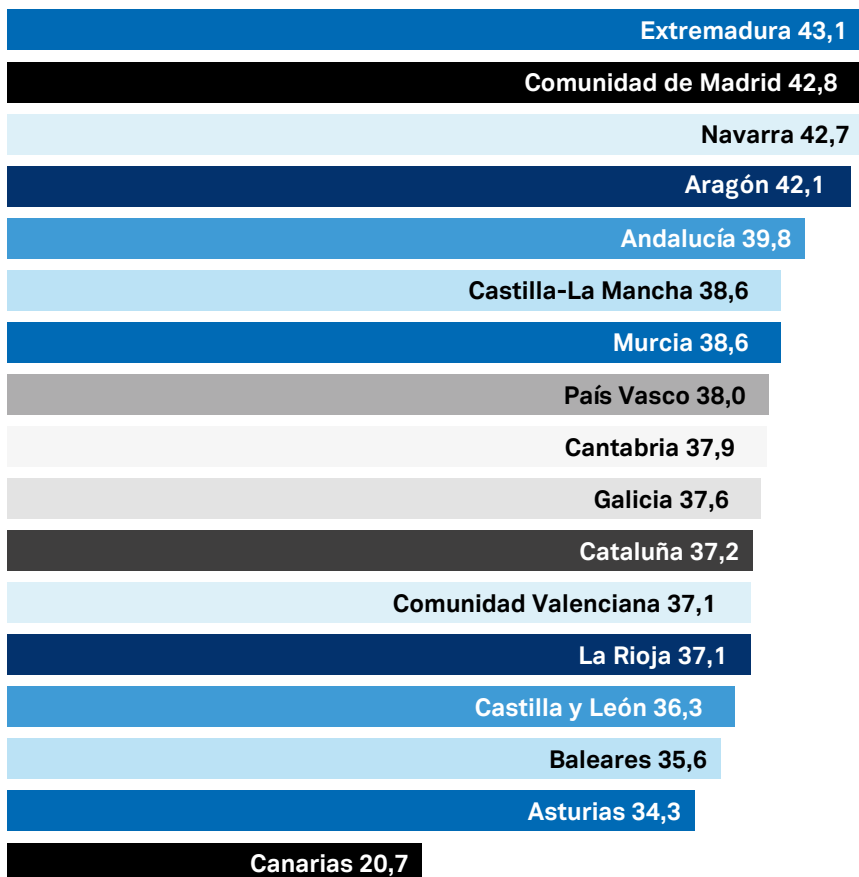 Extremadura 43,1
Comunidad de Madrid 42,8
Navarra 42,7
Aragón 42,1
Andalucía 39,8
Castilla-La Mancha 38,6
Murcia 38,6
País Vasco 38,0
Cantabria 37,9
Galicia 37,6
Cataluña 37,2
Comunidad Valenciana 37,1
La Rioja 37,1
Castilla y León 36,3
Baleares 35,6
Asturias 34,3
Canarias 20,7